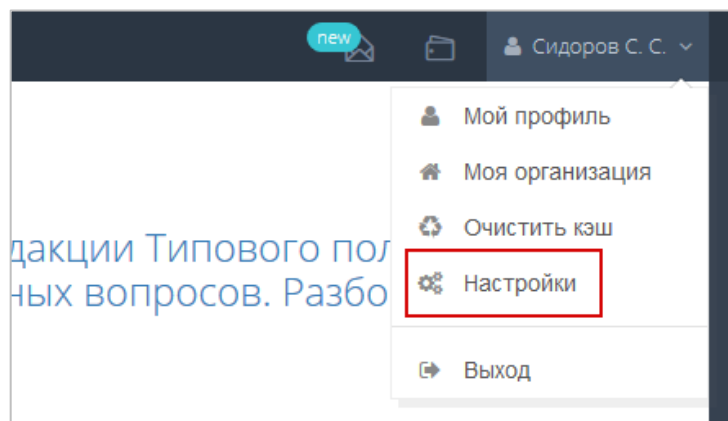 new
Сидоров С. С.
Мой профиль
Моя организация
Очистить кэш
Настройки
Выход
дакции Типового пол
ных вопросов. Разбо